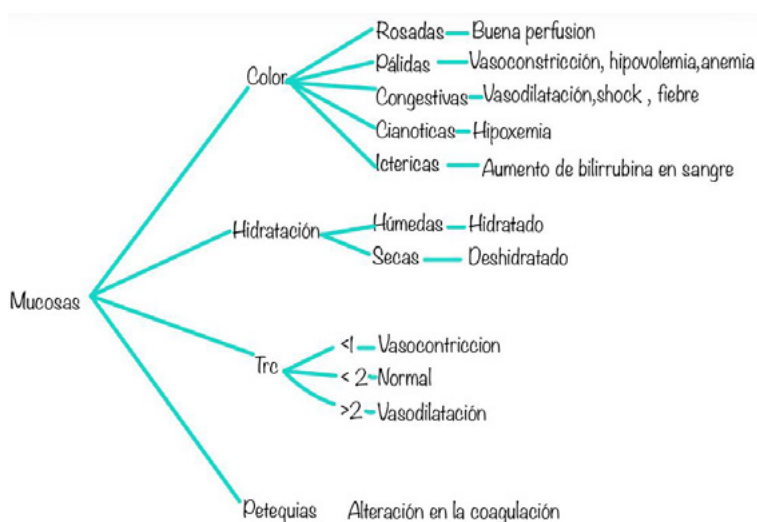 Rosadas Buena perfusion
Pálidas Vasoconstricción, hipovolemia,anemia
Color
Congestivas Vasodilatación,shock , fiebre
Cianoticas Hipoxemia
Ictericas Aumento de bilirrubina en sangre
Húmedas Hidratado
Hidratación
Secas Deshidratado
Mucosas
<1 Vasocontriccion
Trc
< 2 Normal
>2 Vasodilatación
Petequias Alteración en la coagulación